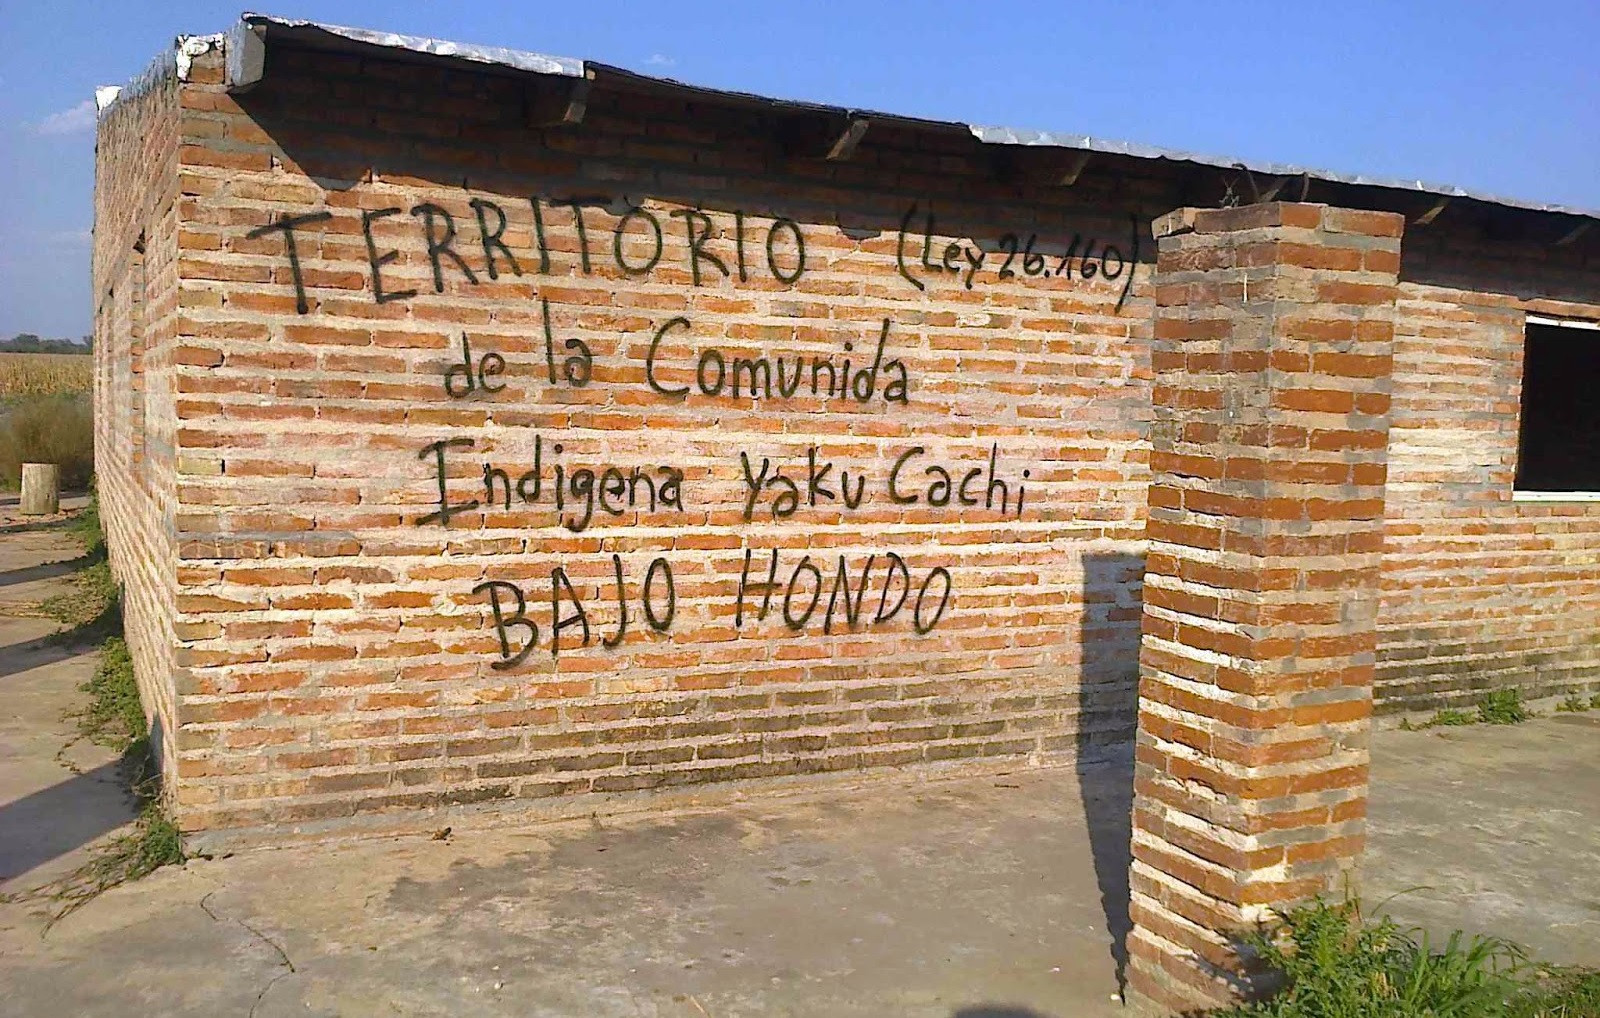 TERRITORIO (Ley 26.160)
de la Comunida
Indigena Yaku Cachi
BAJO HONDO